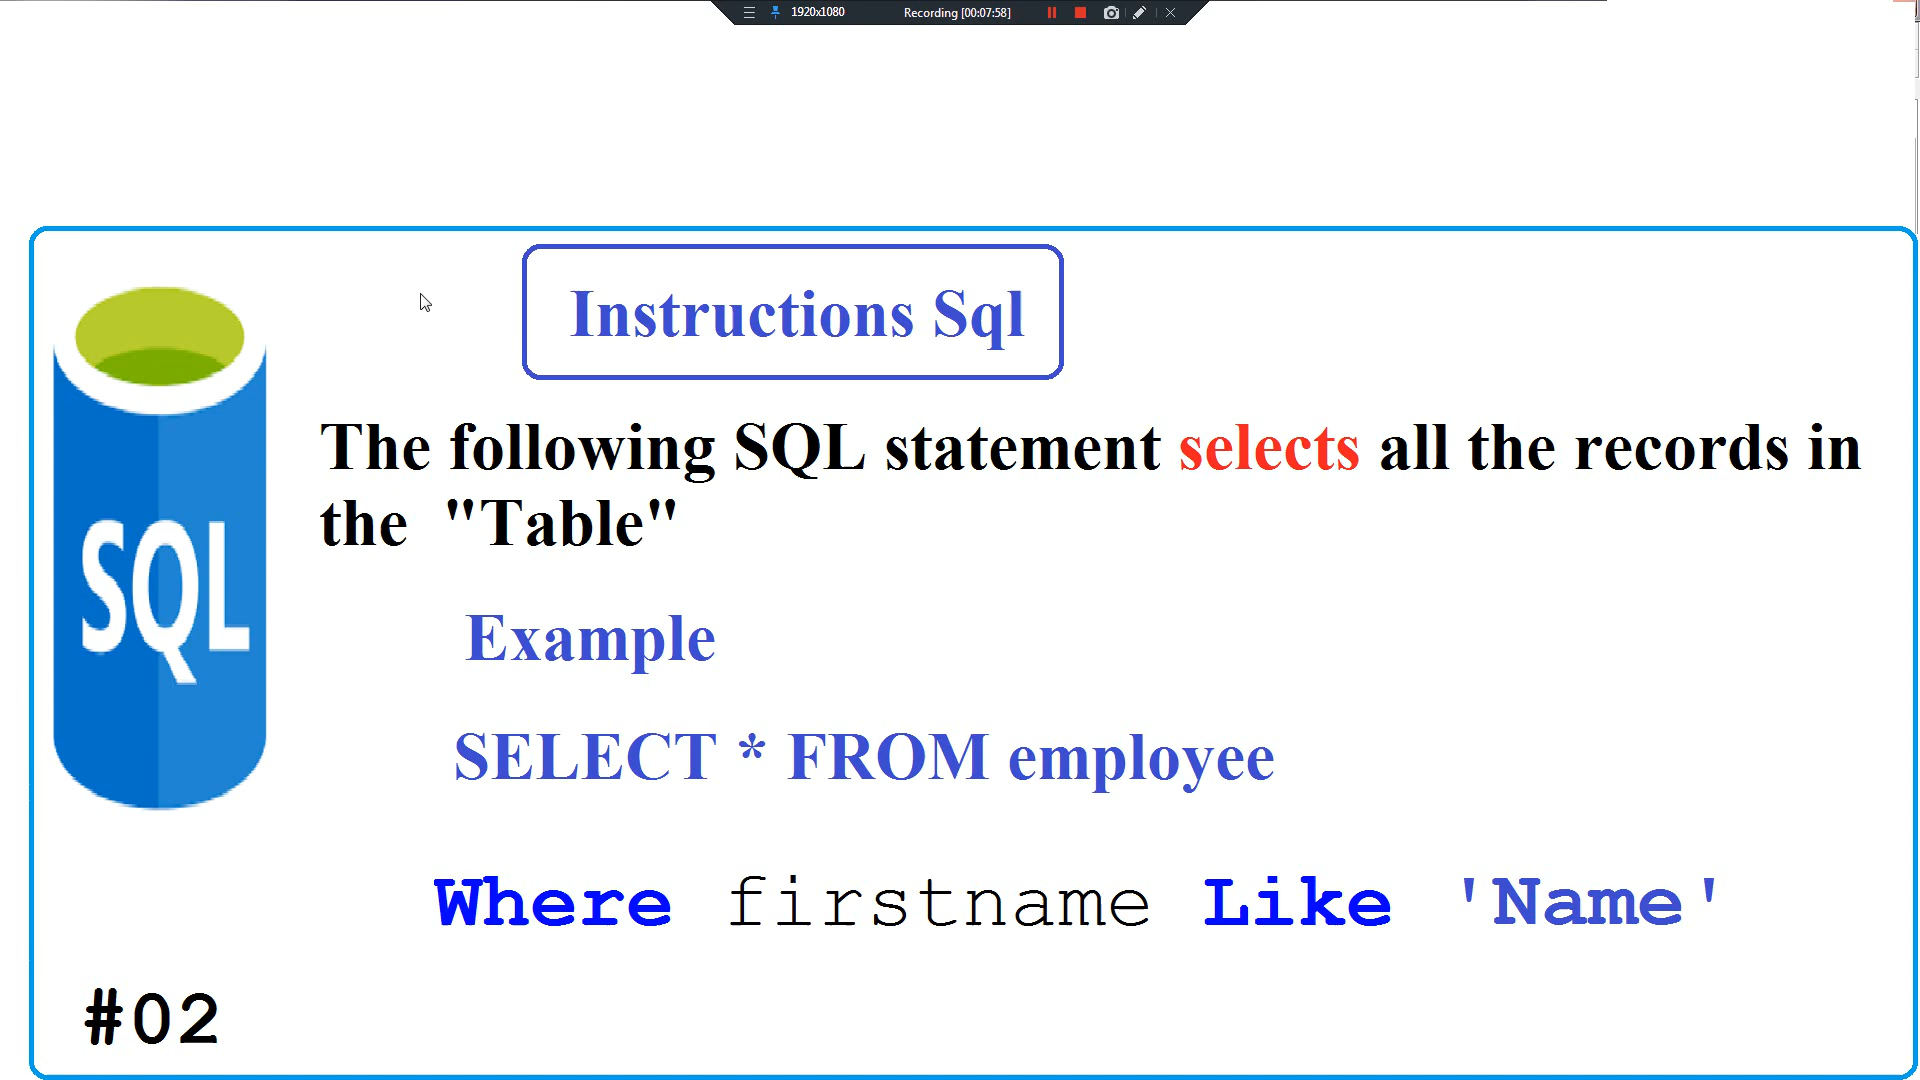 1920x1080 Recording [00:07:58]
Instructions Sql
The following SQL statement selects all the records in
the "Table"
SQL
Example
SELECT * FROM employee
Where firstname Like 'Name'
#02